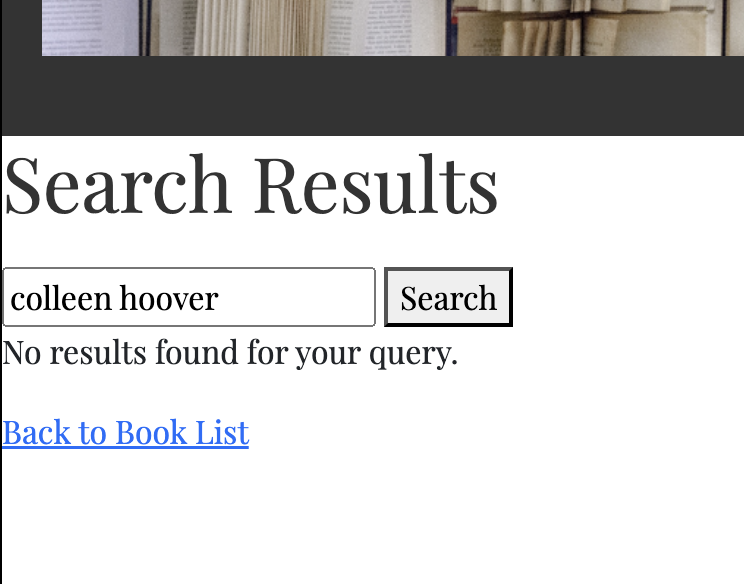 Search Results
colleen hoover Search
No results found for your query.
Back to Book List